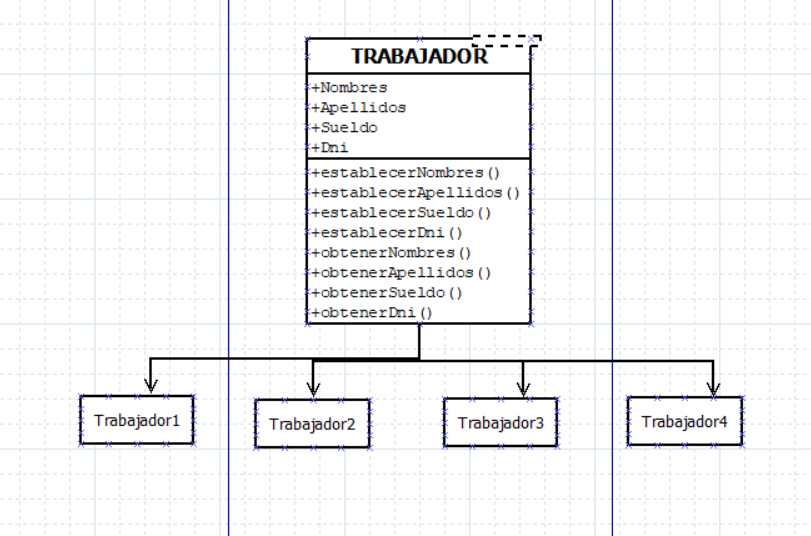 TRABAJADOR
+Nombres
+Apellidos
+Sueldo
+Dni
+establecerNombres()
+establecerApellidos()
+establecerSueldo()
+establecerDni()
+obtenerNombres()
+obtenerApellidos()
+obtenerSueldo()
+obtenerDni()
Trabajador1
Trabajador2
Trabajador3
Trabajador4